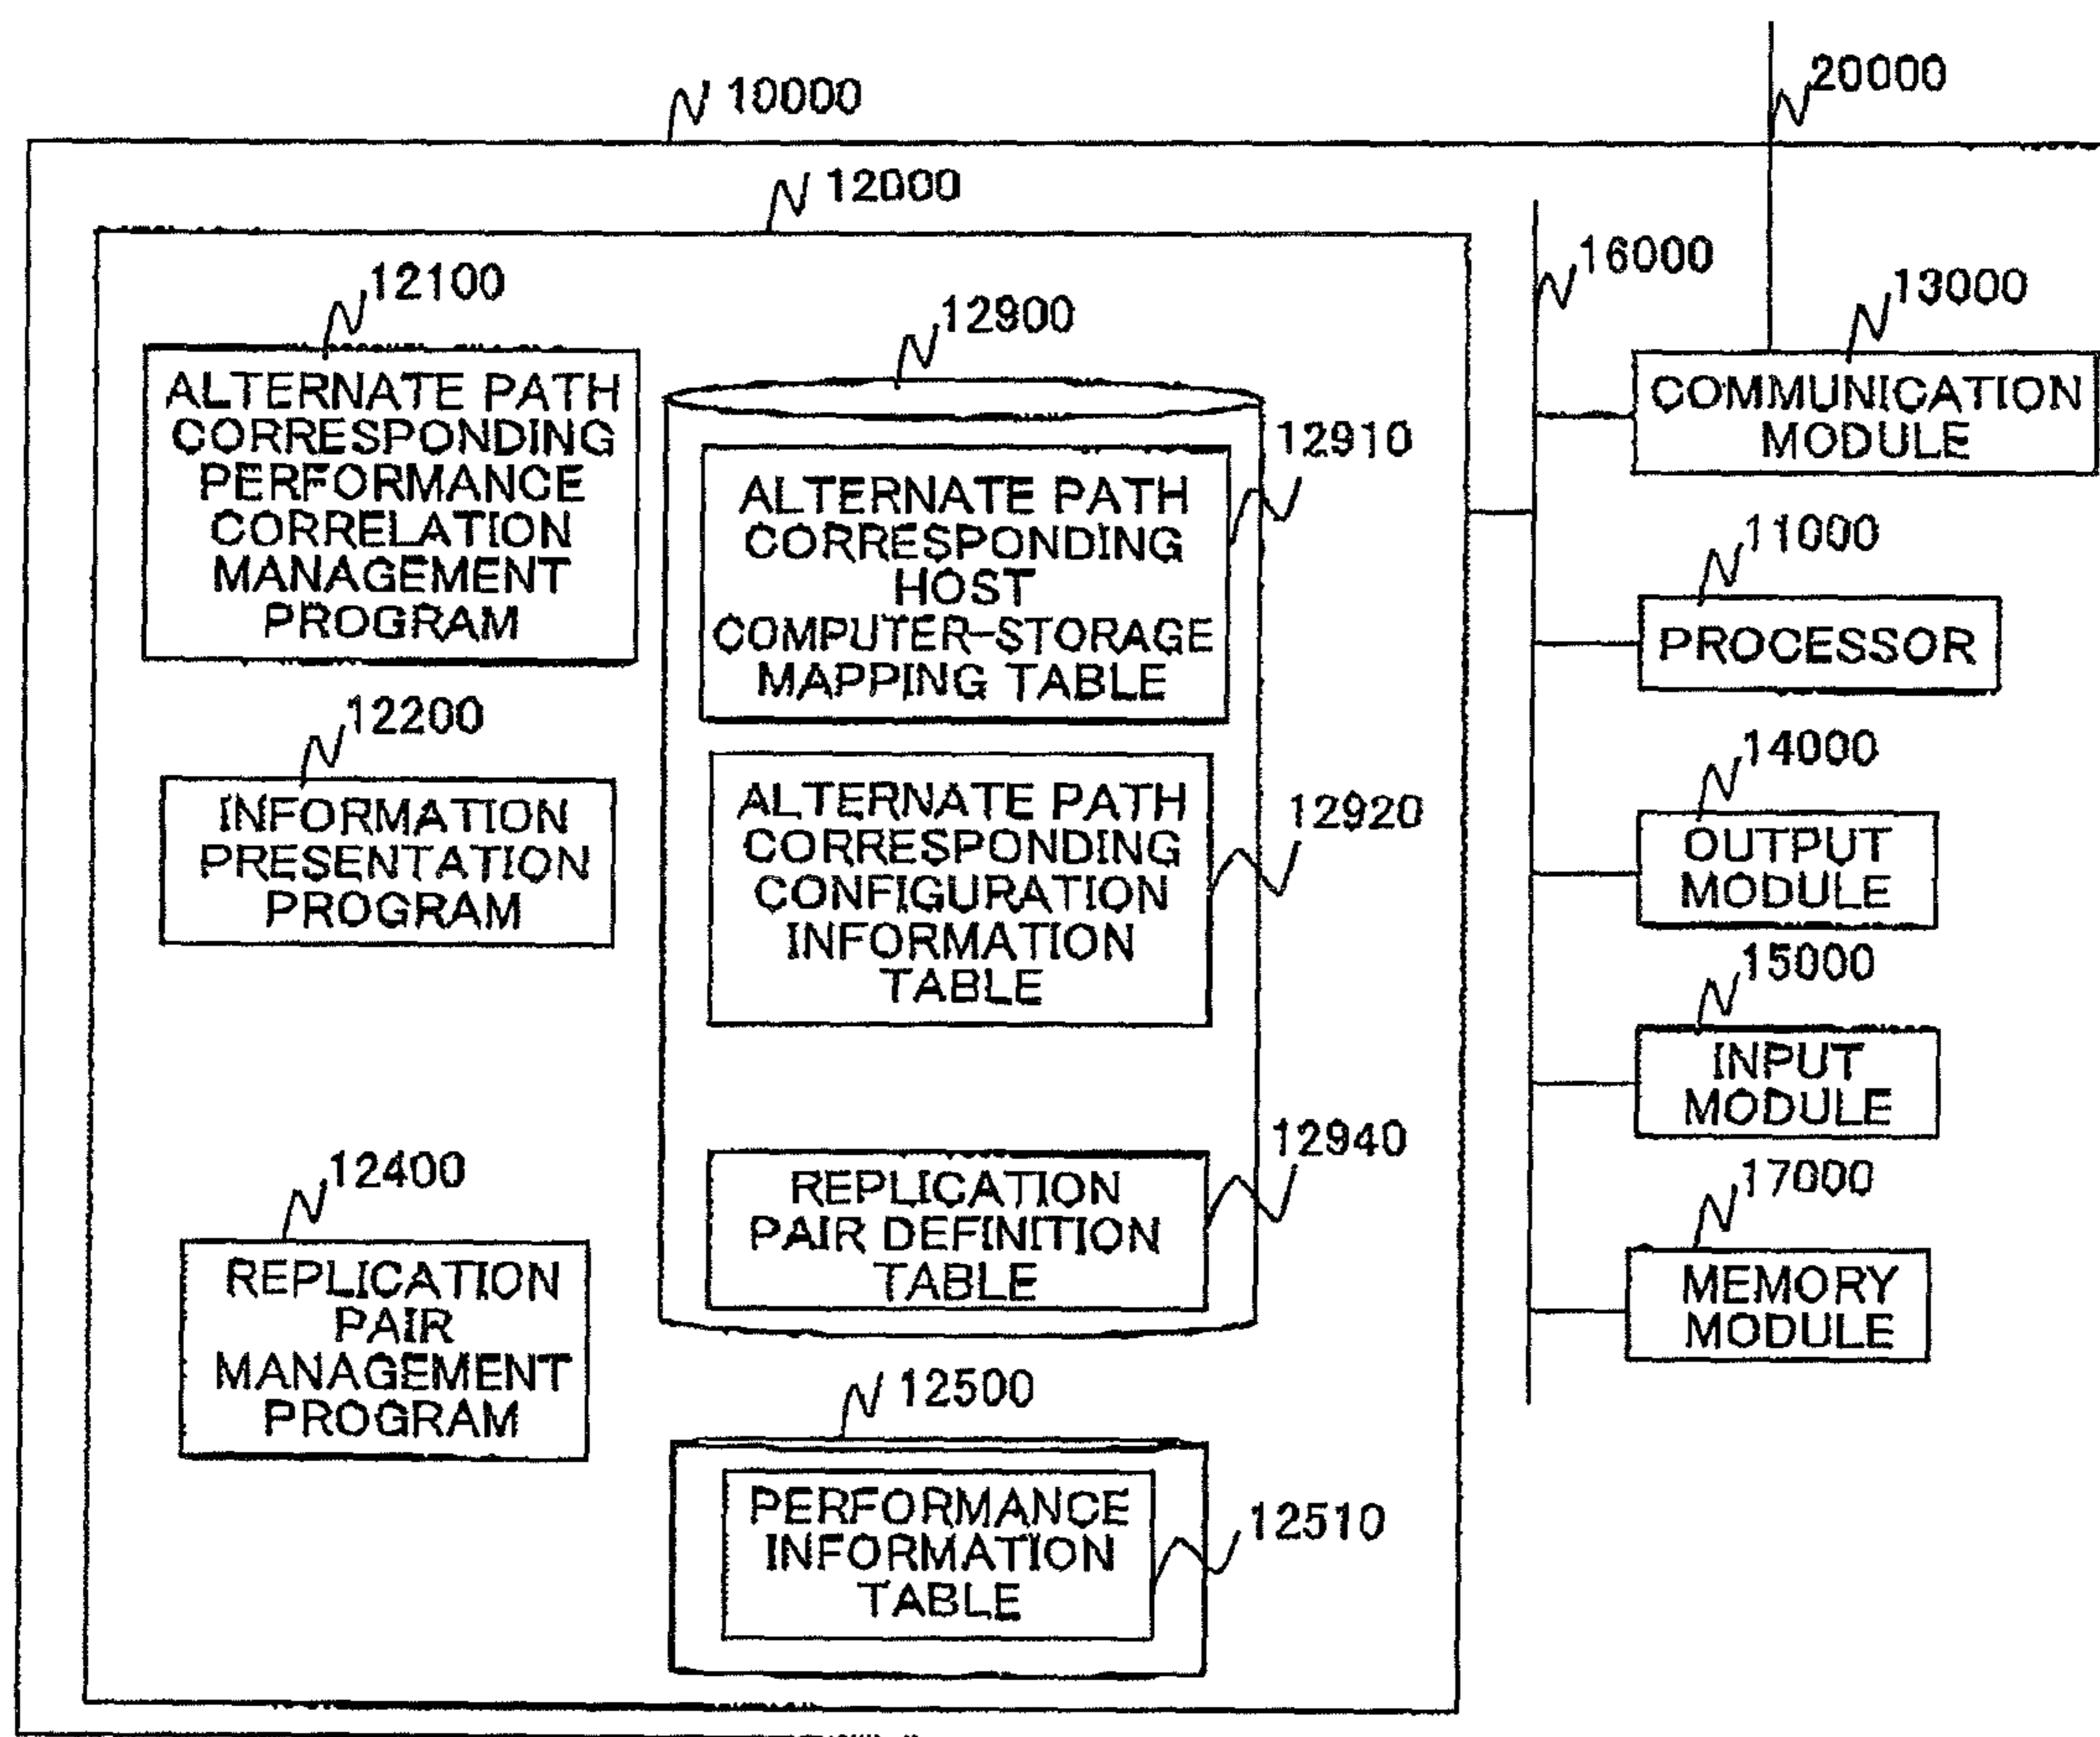 10000
20000
12000
16000
12100
13000
12900
ALTERNATE PATH
CORRESPONDING
PERFORMANCE
CORRELATION
MANAGEMENT
PROGRAM
COMMUNICATION
MODULE
12910
ALTERNATE PATH
CORRESPONDING
HOST
COMPUTER-STORAGE
MAPPING TABLE
11000
PROCESSOR
12200
INFORMATION
PRESENTATION
PROGRAM
14000
OUTPUT
MODULE
12920
ALTERNATE PATH
CORRESPONDING
CONFIGURATION
INFORMATION
TABLE
15000
INPUT
MODULE
12940
REPLICATION
PAIR DEFINITION
TABLE
12400
REPLICATION
PAIR
MANAGEMENT
PROGRAM
17000
MEMORY
MODULE
12500
PERFORMANCE
INFORMATION
TABLE
12510